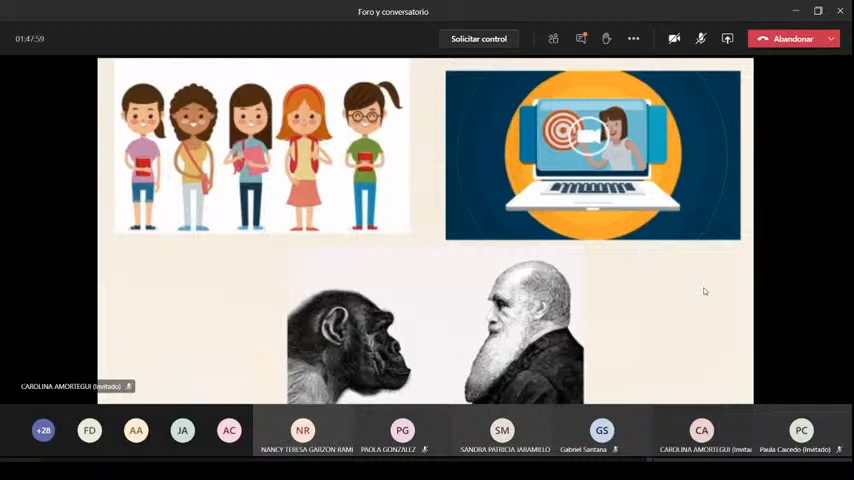 Foro y conversatorio
01:47:59
Solicitar control
Abandonar
CAROLINA AMORTEGUI (Invitado)
+28
FD
AA
JA
AC
NR
PG
SM
GS
CA
PC
NANCY TERESA GARZON RAMI
PAOLA GONZALEZ
SANDRA PATRICIA JARAMILLO
Gabriel Santana
CAROLINA AMORTEGUI (Invitac
Paula Caicedo (Invitado)